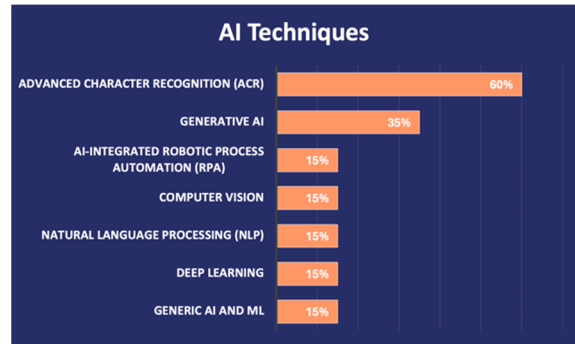 AI Techniques
ADVANCED CHARACTER RECOGNITION (ACR)
60%
GENERATIVE AI
35%
AI-INTEGRATED ROBOTIC PROCESS
AUTOMATION (RPA)
15%
COMPUTER VISION
15%
NATURAL LANGUAGE PROCESSING (NLP)
15%
DEEP LEARNING
15%
GENERIC AI AND ML
15%